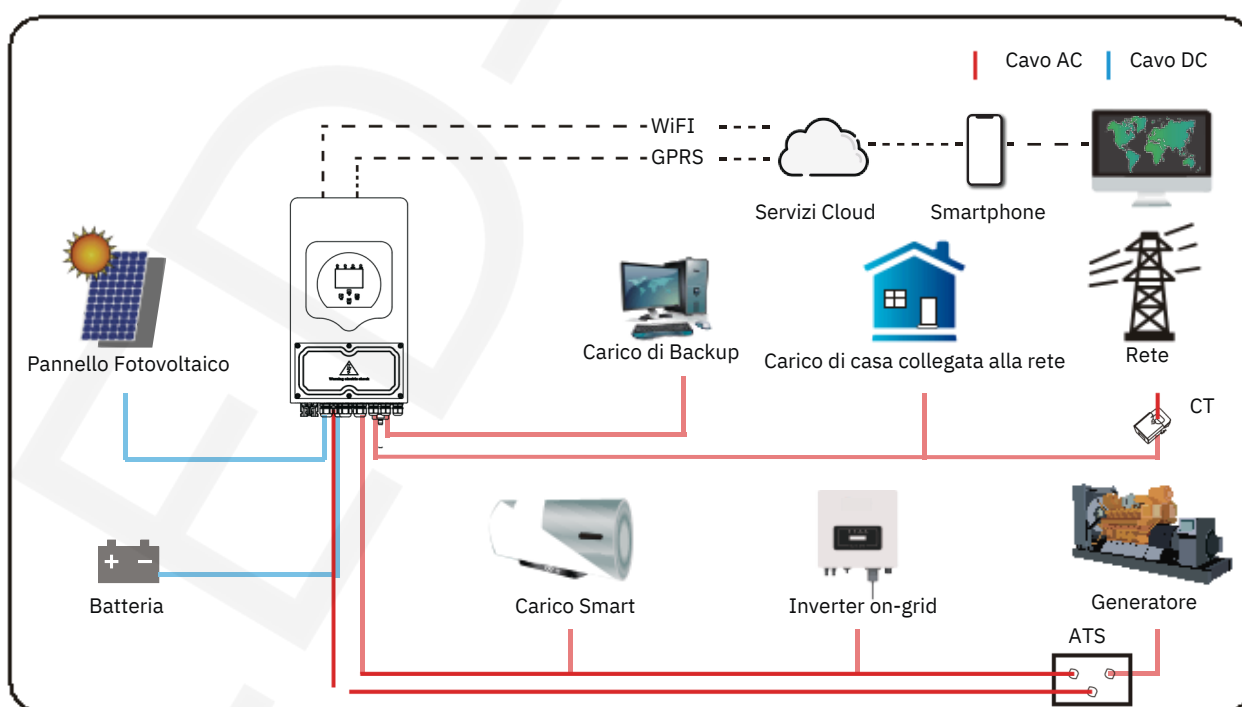 Cavo AC
Cavo DC
WiFI
GPRS
Servizi Cloud
Smartphone
Pannello Fotovoltaico
Carico di Backup
Carico di casa collegata alla rete
Rete
CT
Batteria
Carico Smart
Inverter on-grid
Generatore
ATS